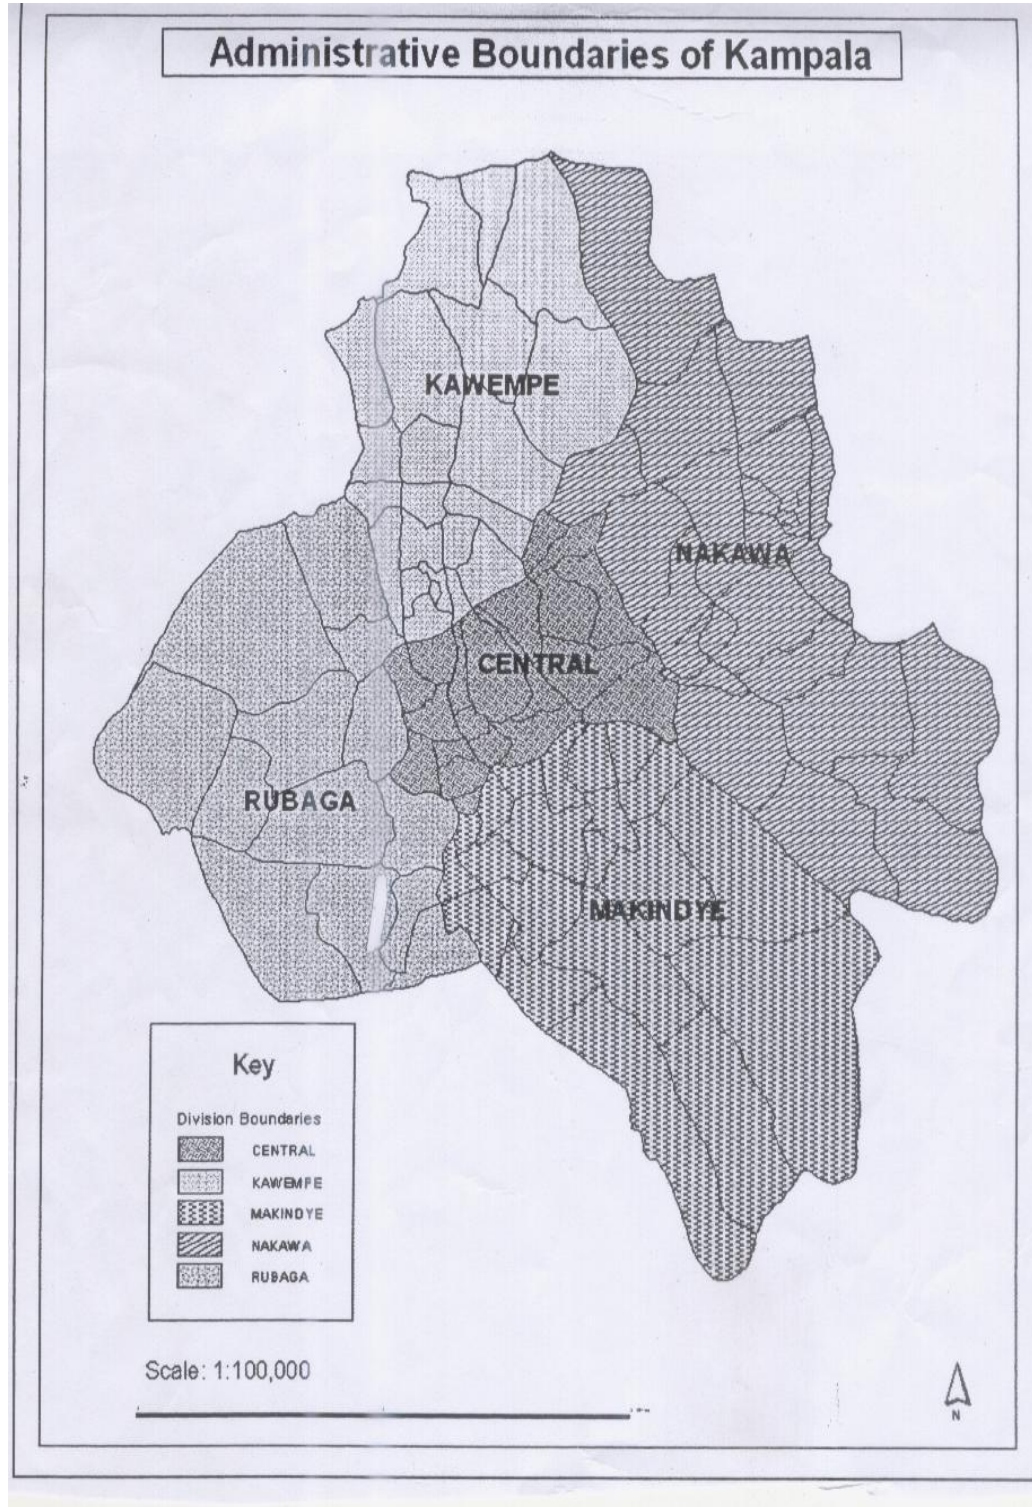 Administrative Boundaries of Kampala
KAWEMPE
NAKAWA
CENTRAL
RUBAGA
MAKINDYE
Key
Division Boundaries
CENTRAL
KAWEMPE
MAKINDYE
NAKAWA
RUBAGA
Scale: 1:100,000
N